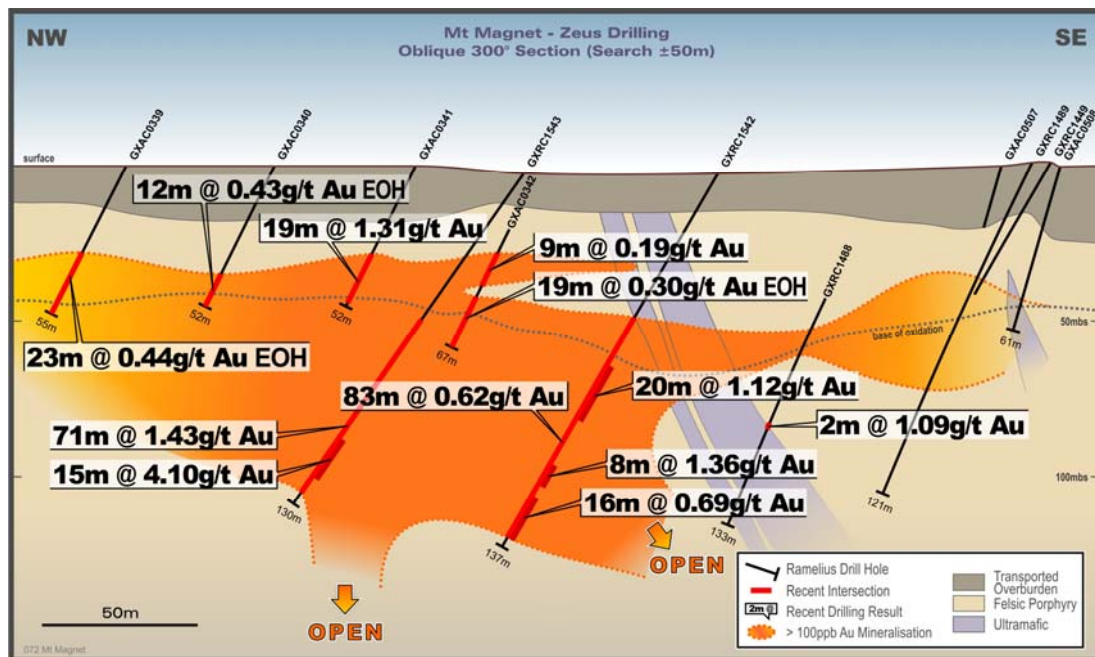 NW
Mt Magnet - Zeus Drilling
Oblique 300° Section (Search ±50m)
SE
GXAC0339
GXAC0340
GXAC0341
GXRC1543
GXAC0342
GXRC1542
GXRC1488
GXAC0507
GXRC1489
GXRC1449
GXAC0508
surface
12m @ 0.43g/t Au EOH
19m @ 1.31g/t Au
9m @ 0.19g/t Au
19m @ 0.30g/t Au EOH
55m
52m
52m
67m
base of oxidation
50mbs
61m
23m @ 0.44g/t Au EOH
83m @ 0.62g/t Au
20m @ 1.12g/t Au
71m @ 1.43g/t Au
2m @ 1.09g/t Au
15m @ 4.10g/t Au
8m @ 1.36g/t Au
100mbs
16m @ 0.69g/t Au
130m
137m
133m
121m
OPEN
OPEN
50m
Ramelius Drill Hole
Recent Intersection
2m @
Recent Drilling Result
> 100ppb Au Mineralisation
Transported
Overburden
Felsic Porphyry
Ultramafic
072 Mt Magnet